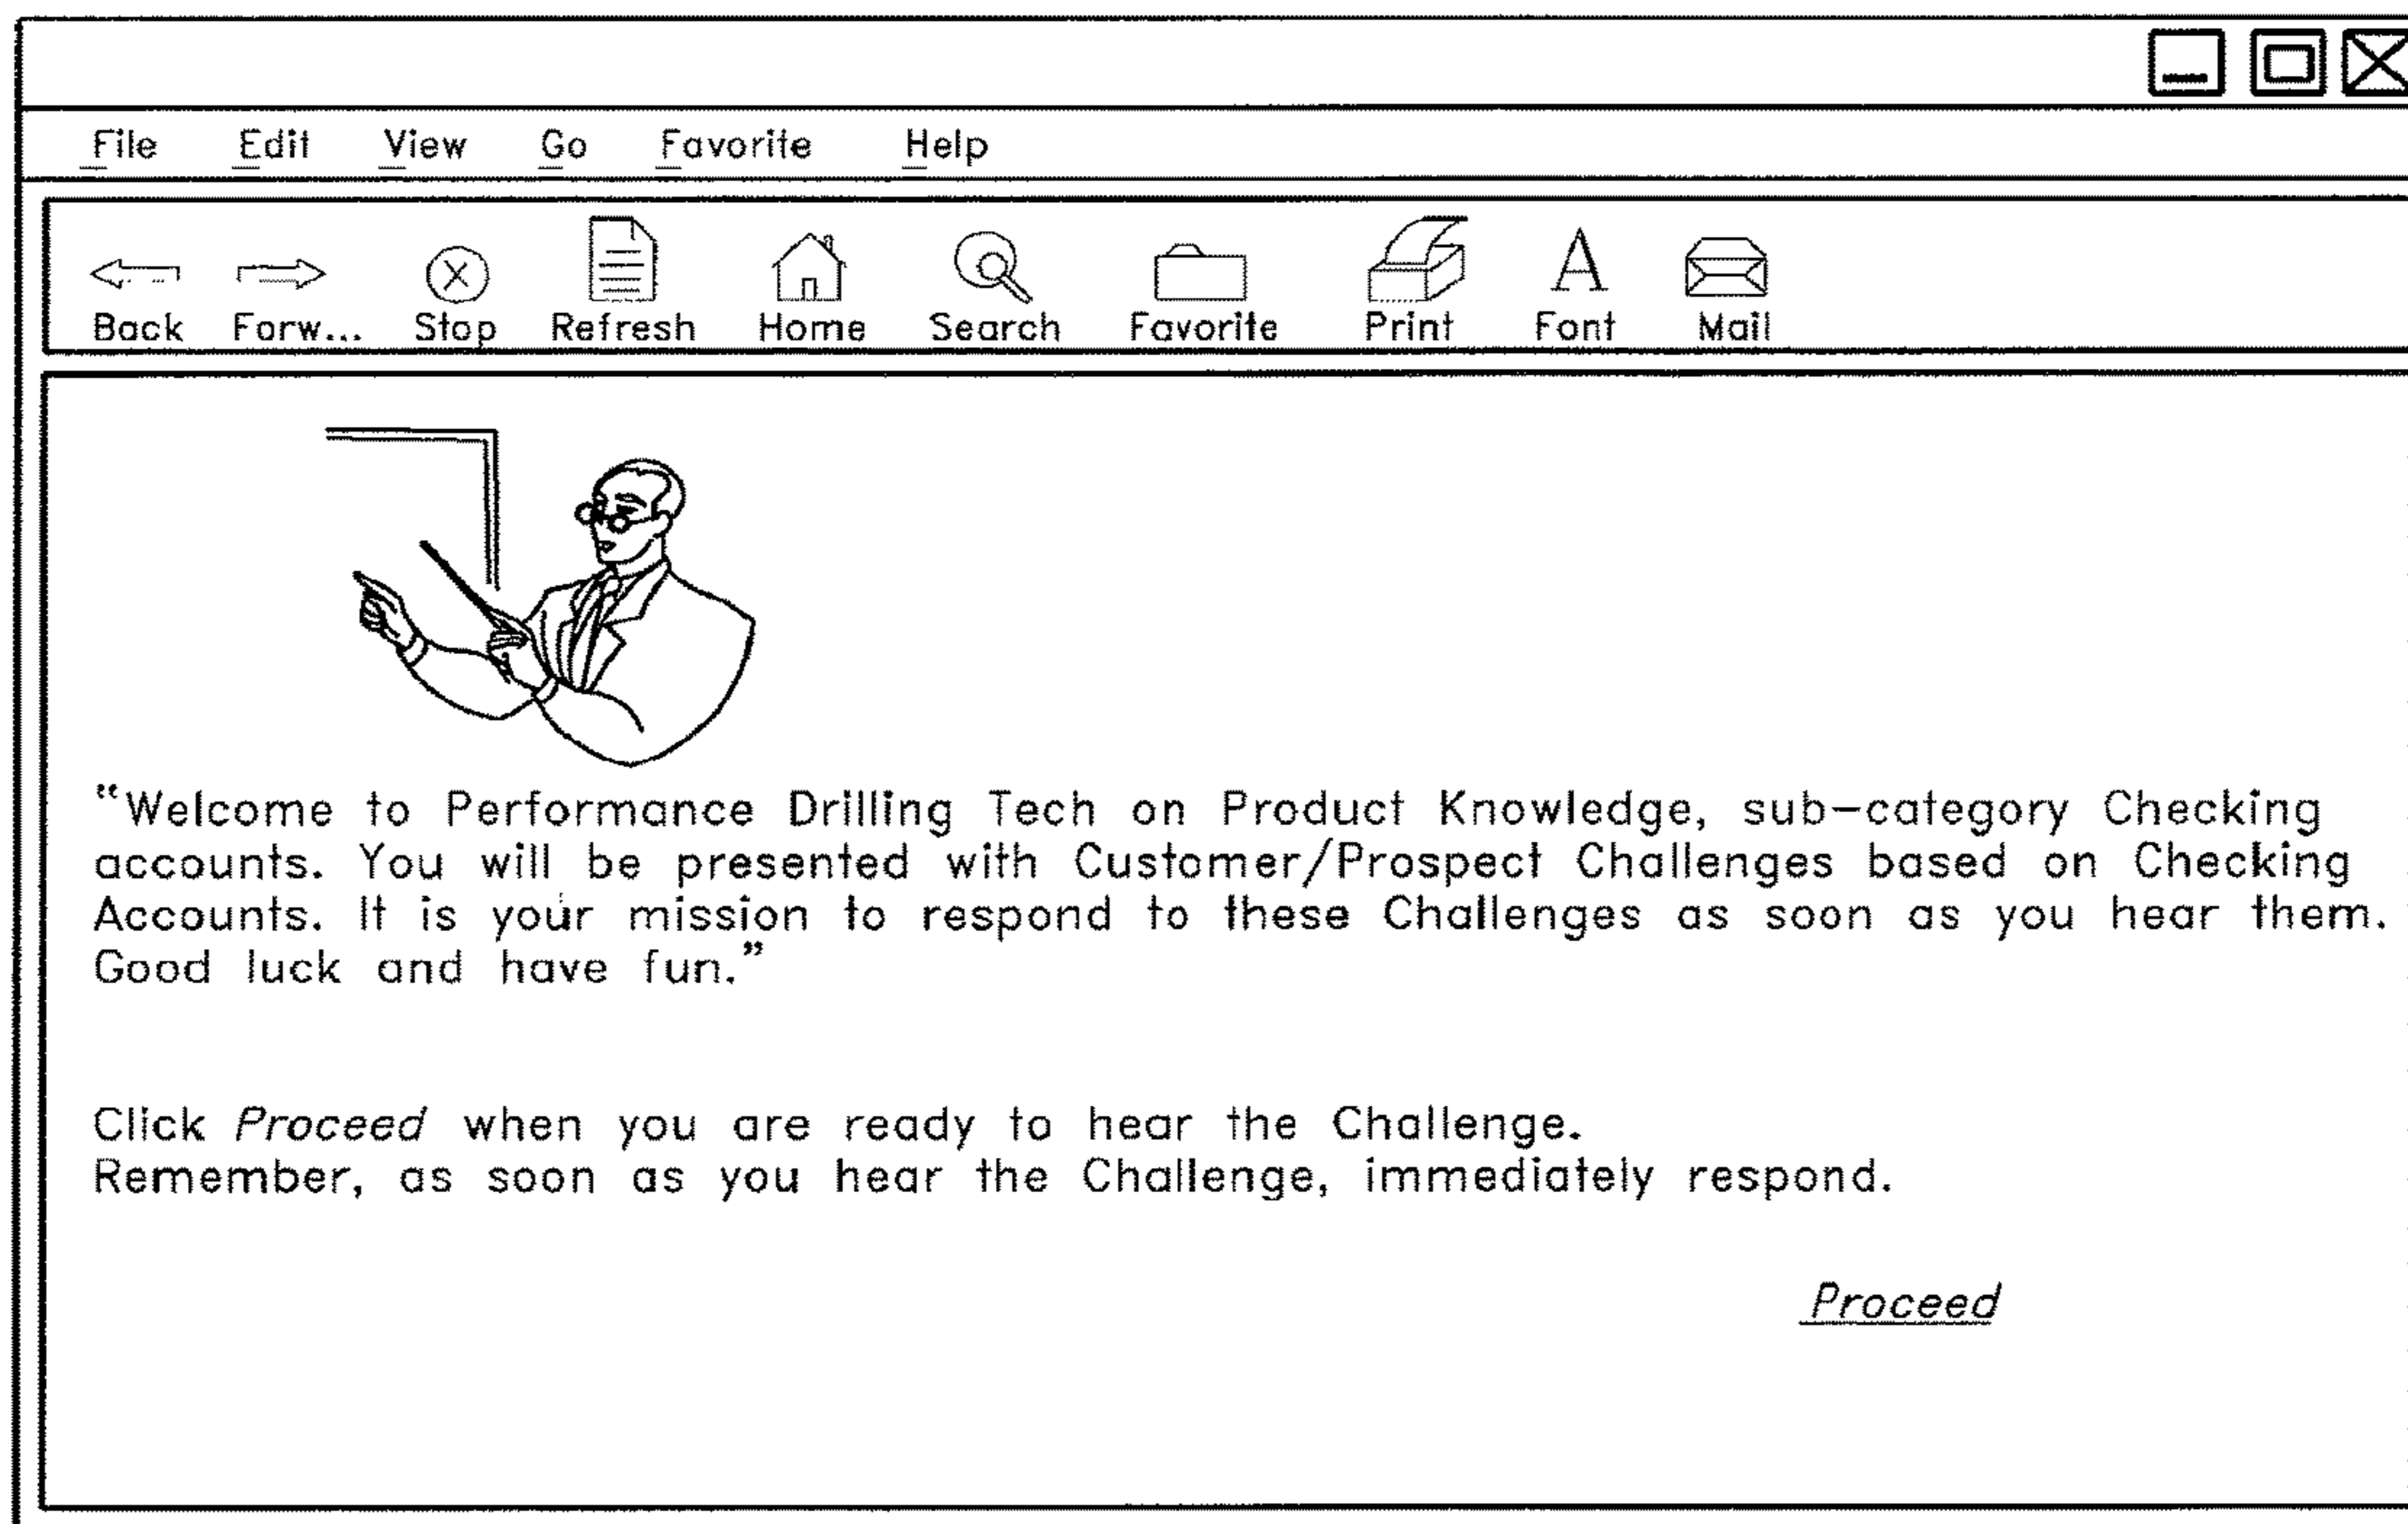 File Edit View Go Favorite Help
Back Forw... Stop Refresh Home Search Favorite Print Font Mail
“Welcome to Performance Drilling Tech on Product Knowledge, sub-category Checking
accounts. You will be presented with Customer/Prospect Challenges based on Checking
Accounts. It is your mission to respond to these Challenges as soon as you hear them.
Good luck and have fun.”
Click Proceed when you are ready to hear the Challenge.
Remember, as soon as you hear the Challenge, immediately respond.
Proceed